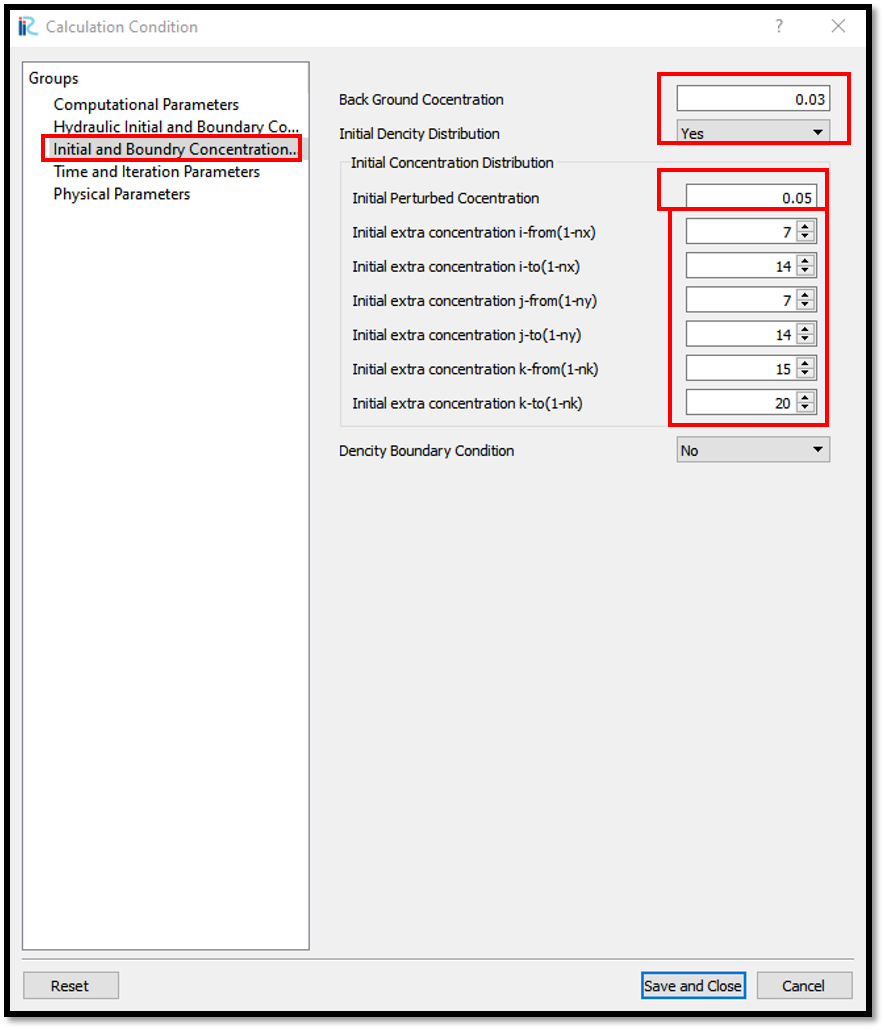 iRiC Calculation Condition ?
Groups
Computational Parameters
Hydraulic Initial and Boundary Co...
Initial and Boundry Concentration...
Time and Iteration Parameters
Physical Parameters
Back Ground Cocentration 0.03
Initial Dencity Distribution Yes
Initial Concentration Distribution
Initial Perturbed Cocentration 0.05
Initial extra concentration i-from(1-nx) 7
Initial extra concentration i-to(1-nx) 14
Initial extra concentration j-from(1-ny) 7
Initial extra concentration j-to(1-ny) 14
Initial extra concentration k-from(1-nk) 15
Initial extra concentration k-to(1-nk) 20
Dencity Boundary Condition No
Reset Save and Close Cancel